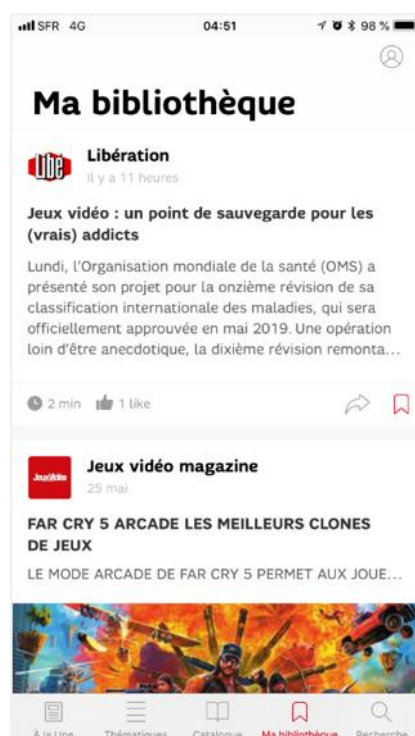 SFR 4G 04:51 98 %
Ma bibliothèque
Libé
Libération
Il y a 11 heures
Jeux vidéo : un point de sauvegarde pour les
(vrais) addicts
Lundi, l'Organisation mondiale de la santé (OMS) a
présenté son projet pour la onzième révision de sa
classification internationale des maladies, qui sera
officiellement approuvée en mai 2019. Une opération
loin d'être anecdotique, la dixième révision remonta...
2 min 1 like
JeuxVidéo
Jeux vidéo magazine
25 mai
FAR CRY 5 ARCADE LES MEILLEURS CLONES
DE JEUX
LE MODE ARCADE DE FAR CRY 5 PERMET AUX JOUE...
À la Une Thématiques Catalogue Ma bibliothèque Recherche